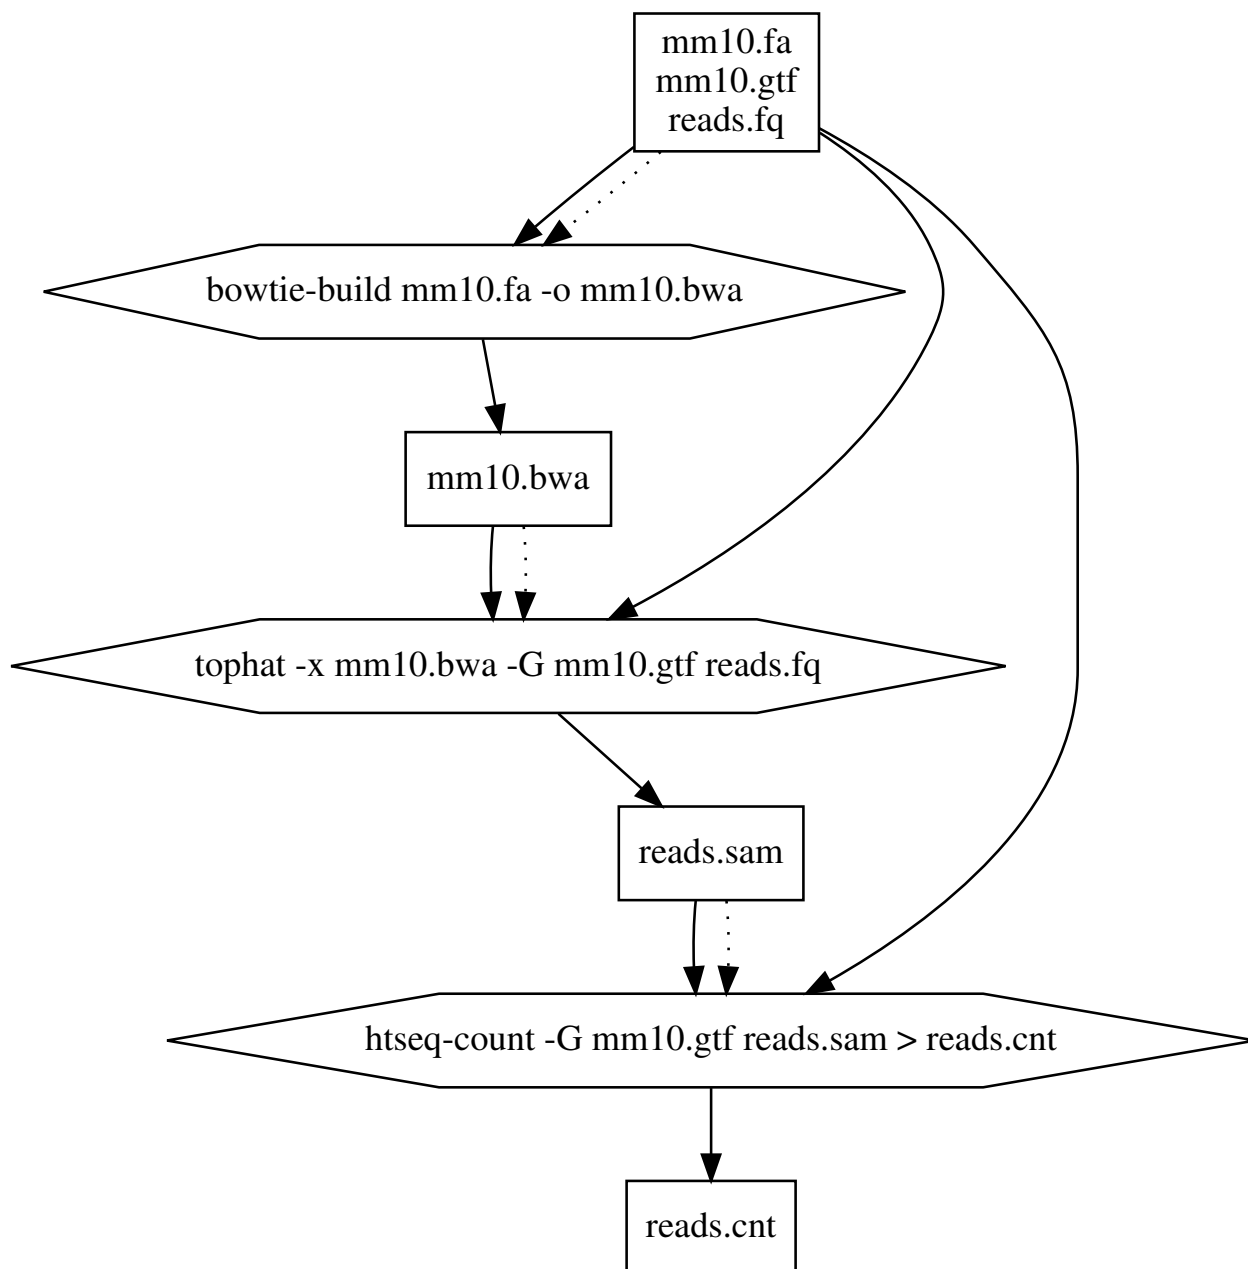 mm10.fa
mm10.gtf
reads.fq
bowtie-build mm10.fa -o mm10.bwa
mm10.bwa
tophat -x mm10.bwa -G mm10.gtf reads.fq
reads.sam
htseq-count -G mm10.gtf reads.sam > reads.cnt
reads.cnt